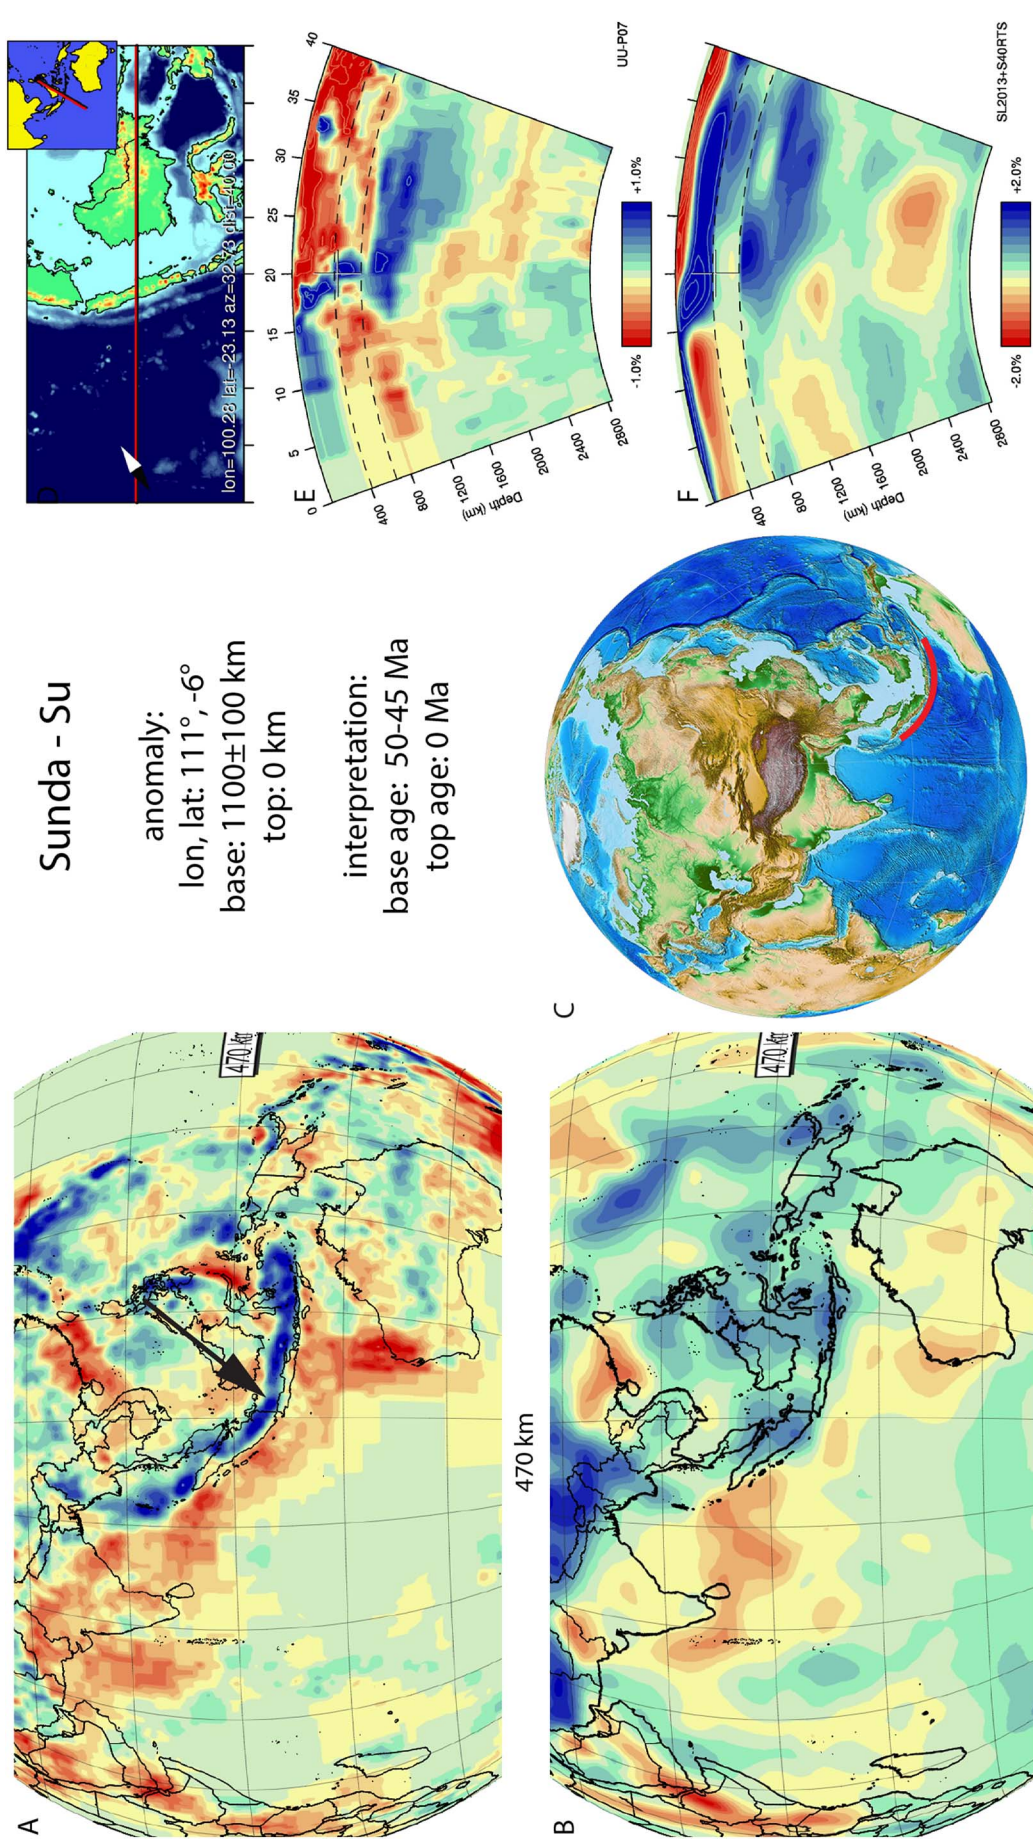 A
470 km
B
470 km
470 km
Sunda - Su
anomaly:
lon, lat: 111°, -6°
base: 1100±100 km
top: 0 km
interpretation:
base age: 50-45 Ma
top age: 0 Ma
C
D
lon=100.28 lat=-23.13 az=32.73 dist=40.00
E
0 5 10 15 20 25 30 35 40
400
800
1200
1600
2000
2400
2800
Depth (km)
-1.0% +1.0%
UU-P07
F
400
800
1200
1600
2000
2400
2800
Depth (km)
-2.0% +2.0%
SL2013+S40RTS